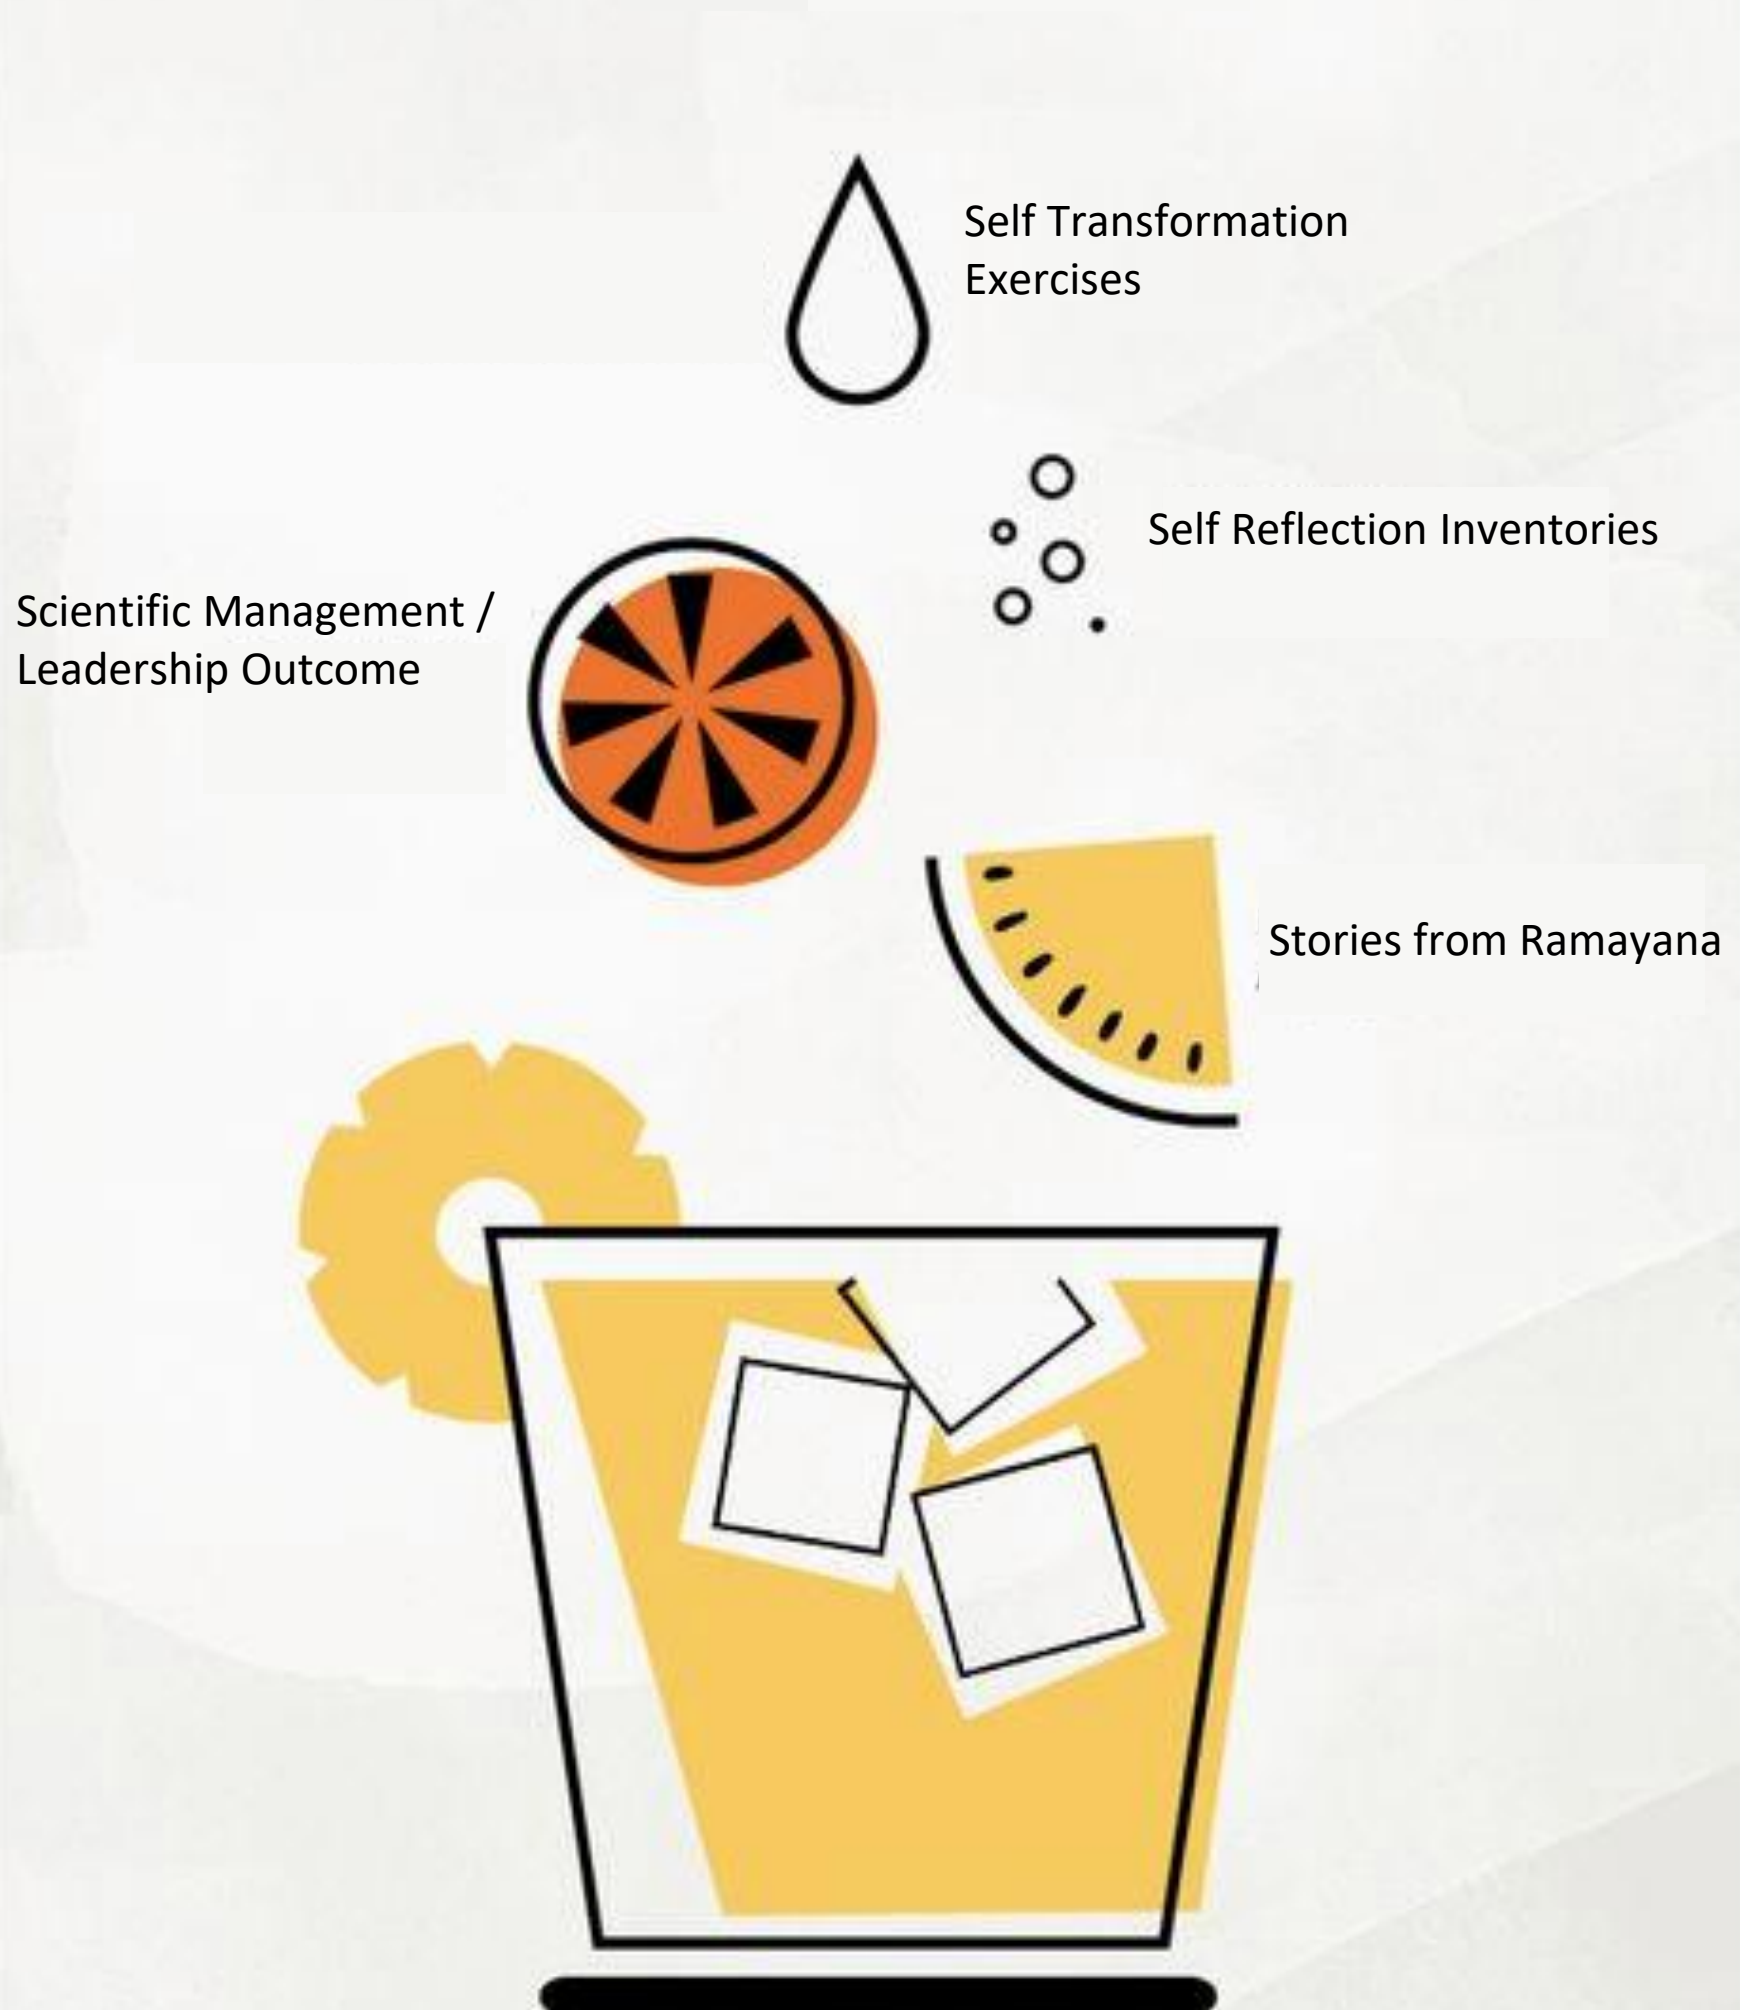 Self Transformation
Exercises
Self Reflection Inventories
Scientific Management /
Leadership Outcome
Stories from Ramayana